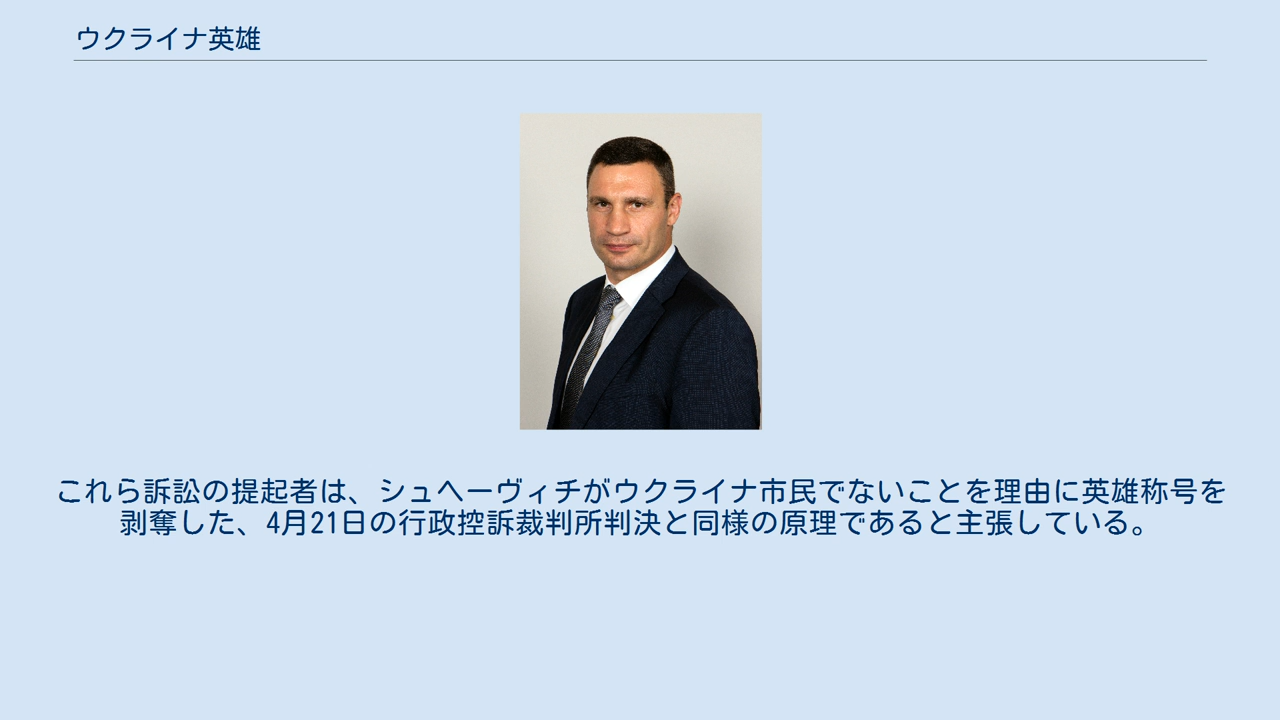 ウクライナ英雄
これら訴訟の提起者は、シュヘーヴィチがウクライナ市民でないことを理由に英雄称号を
剥奪した、4月21日の行政控訴裁判所判決と同様の原理であると主張している。